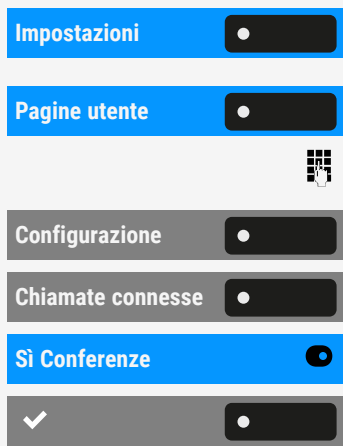 Impostazioni
Pagine utente
Configurazione
Chiamate connesse
Sì Conferenze